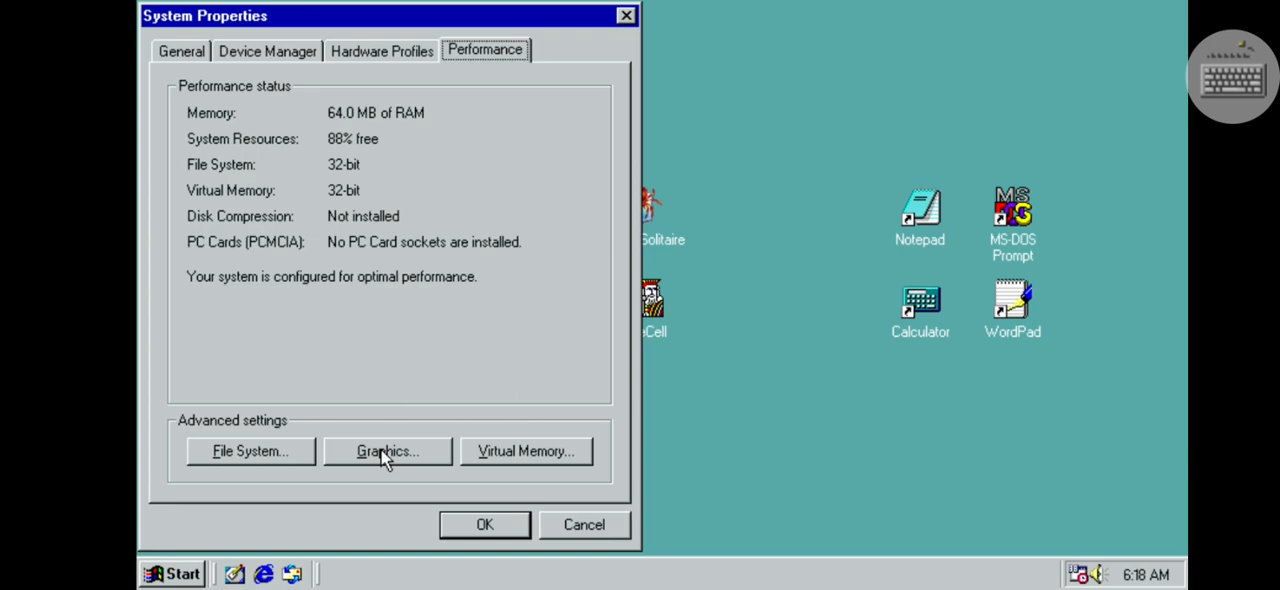 System Properties
General
Device Manager
Hardware Profiles
Performance
Performance status
Memory: 64.0 MB of RAM
System Resources: 88% free
File System: 32-bit
Virtual Memory: 32-bit
Disk Compression: Not installed
PC Cards (PCMCIA): No PC Card sockets are installed.
Your system is configured for optimal performance.
Advanced settings
File System...
Graphics...
Virtual Memory...
OK
Cancel
Solitaire
Notepad
MS-DOS
Prompt
Cell
Calculator
WordPad
Start
6:18 AM